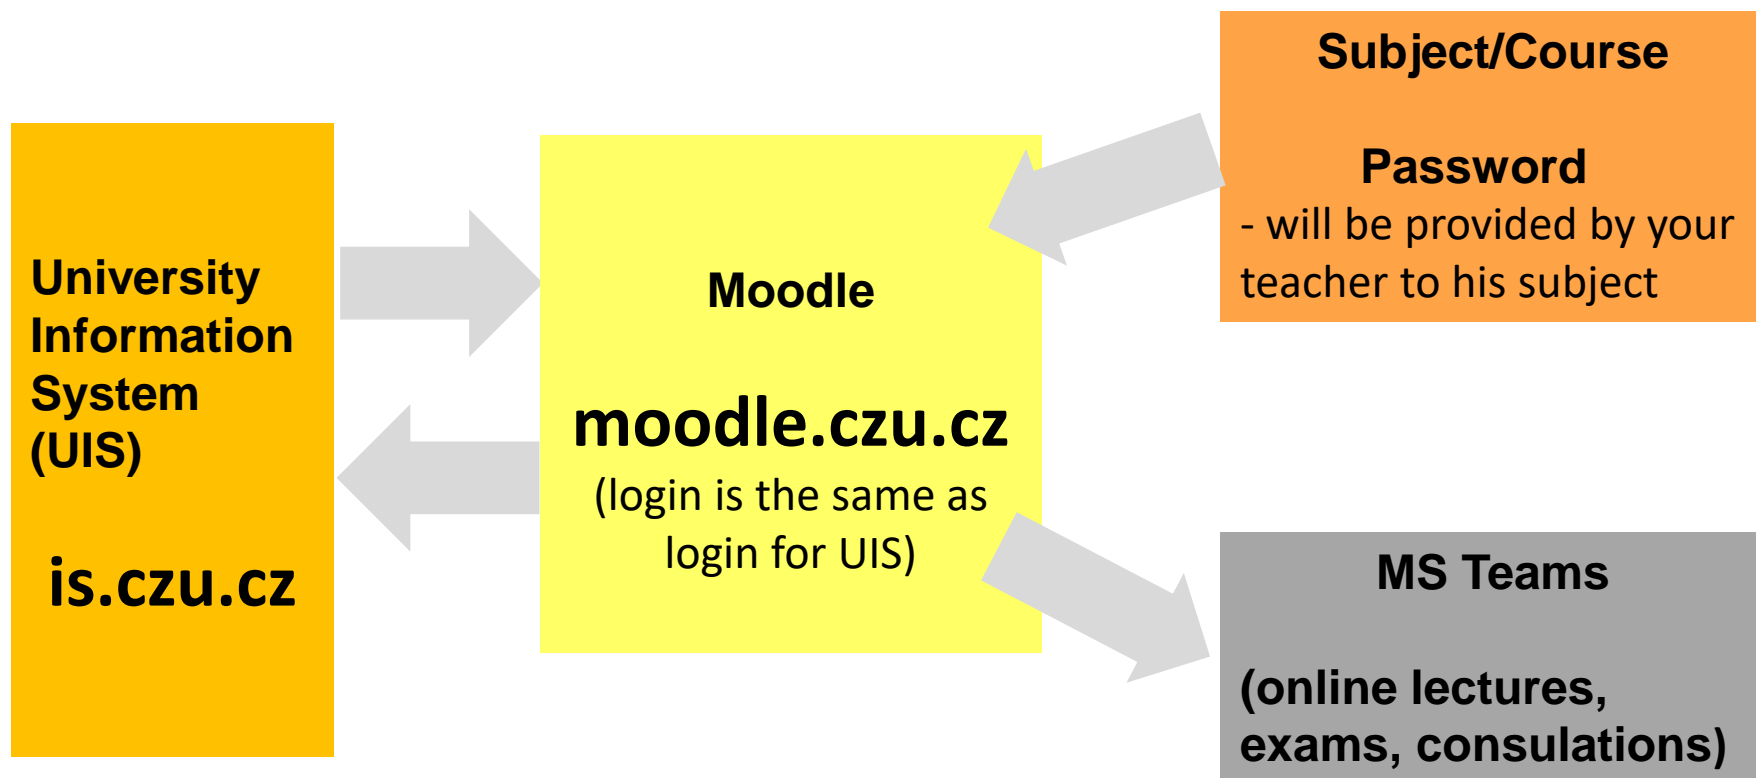 University
Information
System
(UIS)
is.czu.cz
Moodle
moodle.czu.cz
(login is the same as
login for UIS)
Subject/Course
Password
- will be provided by your
teacher to his subject
MS Teams
(online lectures,
exams, consulations)